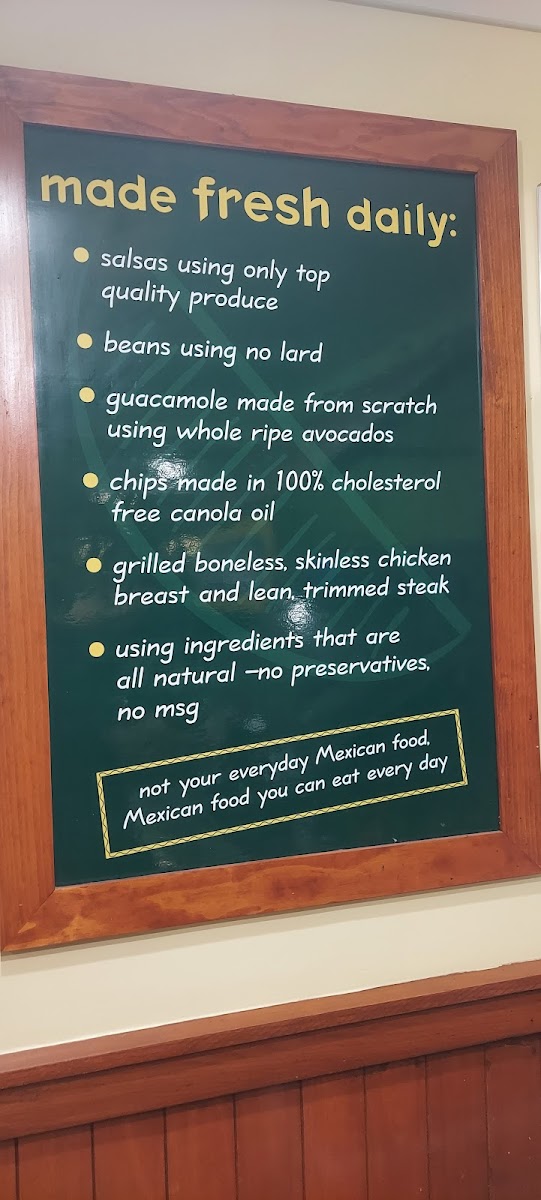 made fresh daily:
salsas using only top
quality produce
beans using no lard
guacamole made from scratch
using whole ripe avocados
chips made in 100% cholesterol
free canola oil
grilled boneless, skinless chicken
breast and lean, trimmed steak
using ingredients that are
all natural –no preservatives,
no msg
not your everyday Mexican food,
Mexican food you can eat every day